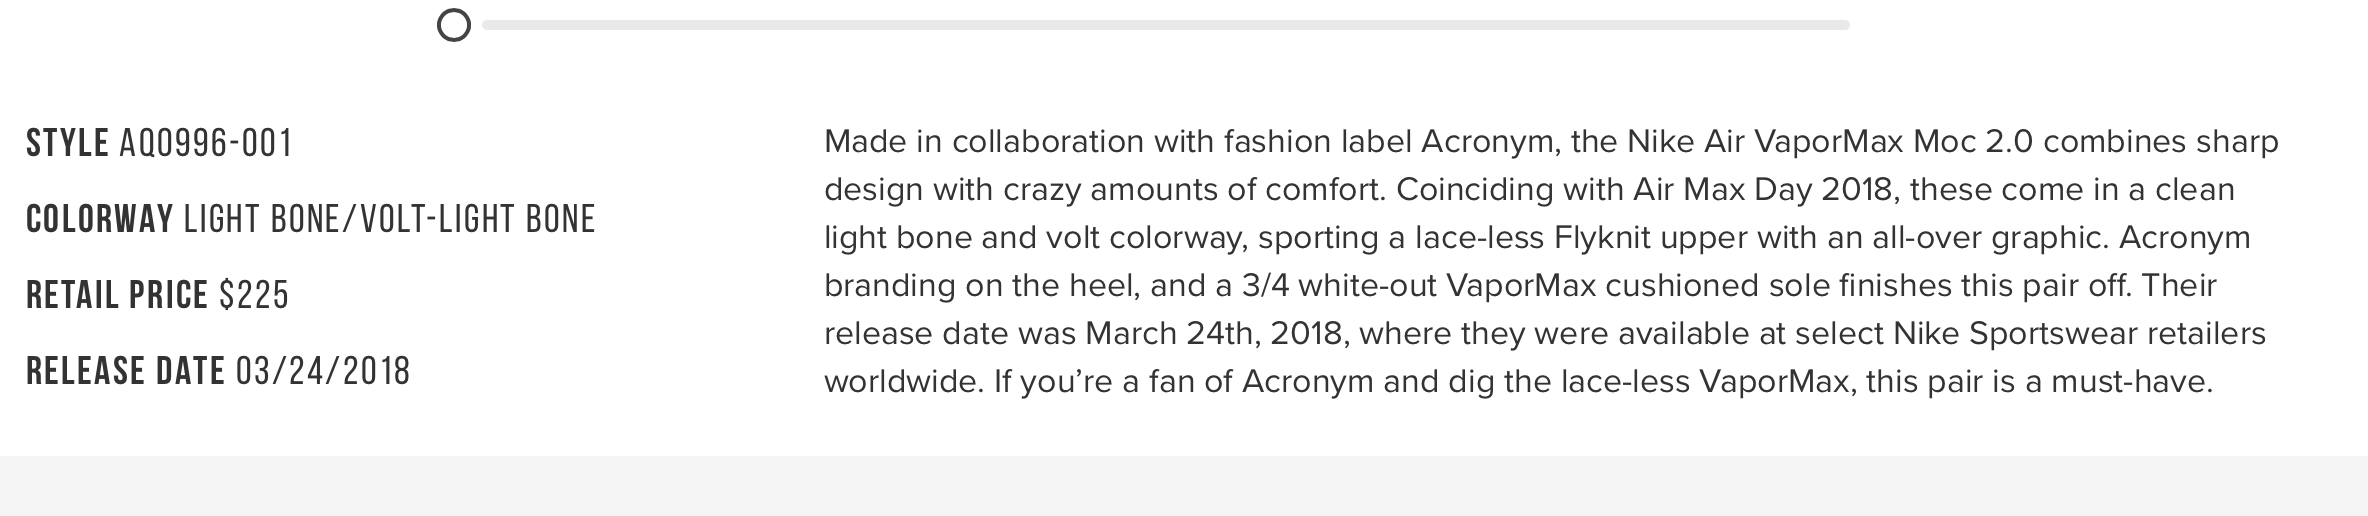 STYLE AQ0996-001
COLORWAY LIGHT BONE/VOLT-LIGHT BONE
RETAIL PRICE $225
RELEASE DATE 03/24/2018
Made in collaboration with fashion label Acronym, the Nike Air VaporMax Moc 2.0 combines sharp
design with crazy amounts of comfort. Coinciding with Air Max Day 2018, these come in a clean
light bone and volt colorway, sporting a lace-less Flyknit upper with an all-over graphic. Acronym
branding on the heel, and a 3/4 white-out VaporMax cushioned sole finishes this pair off. Their
release date was March 24th, 2018, where they were available at select Nike Sportswear retailers
worldwide. If you’re a fan of Acronym and dig the lace-less VaporMax, this pair is a must-have.